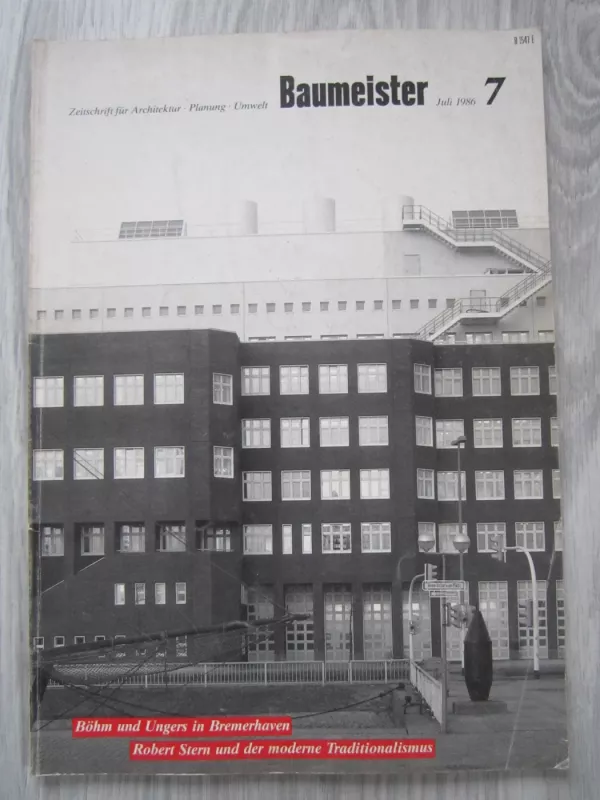 B 1547 E
Zeitschrift für Architektur · Planung · Umwelt Baumeister Juli 1986 7
Böhm und Ungers in Bremerhaven
Robert Stern und der moderne Traditionalismus